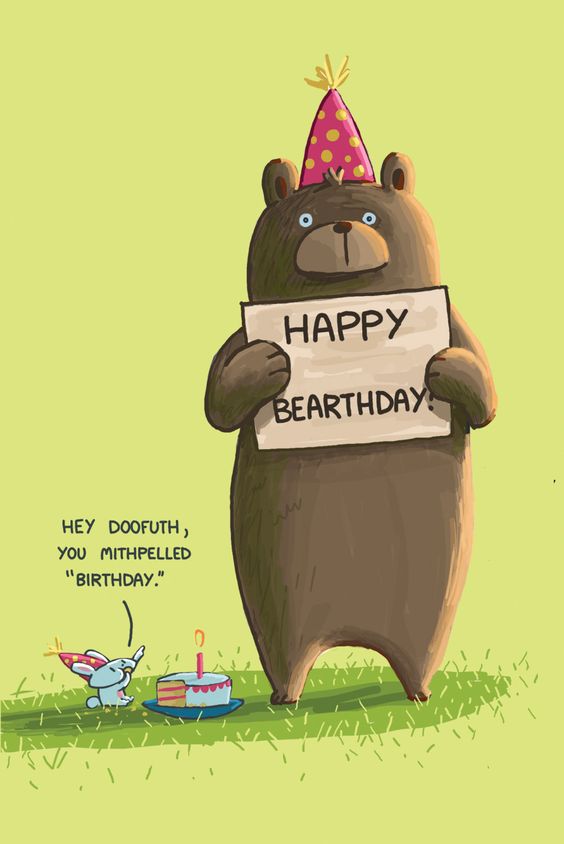 HAPPY
BEARTHDAY!
HEY DOOFUTH,
YOU MITHPELLED
"BIRTHDAY."